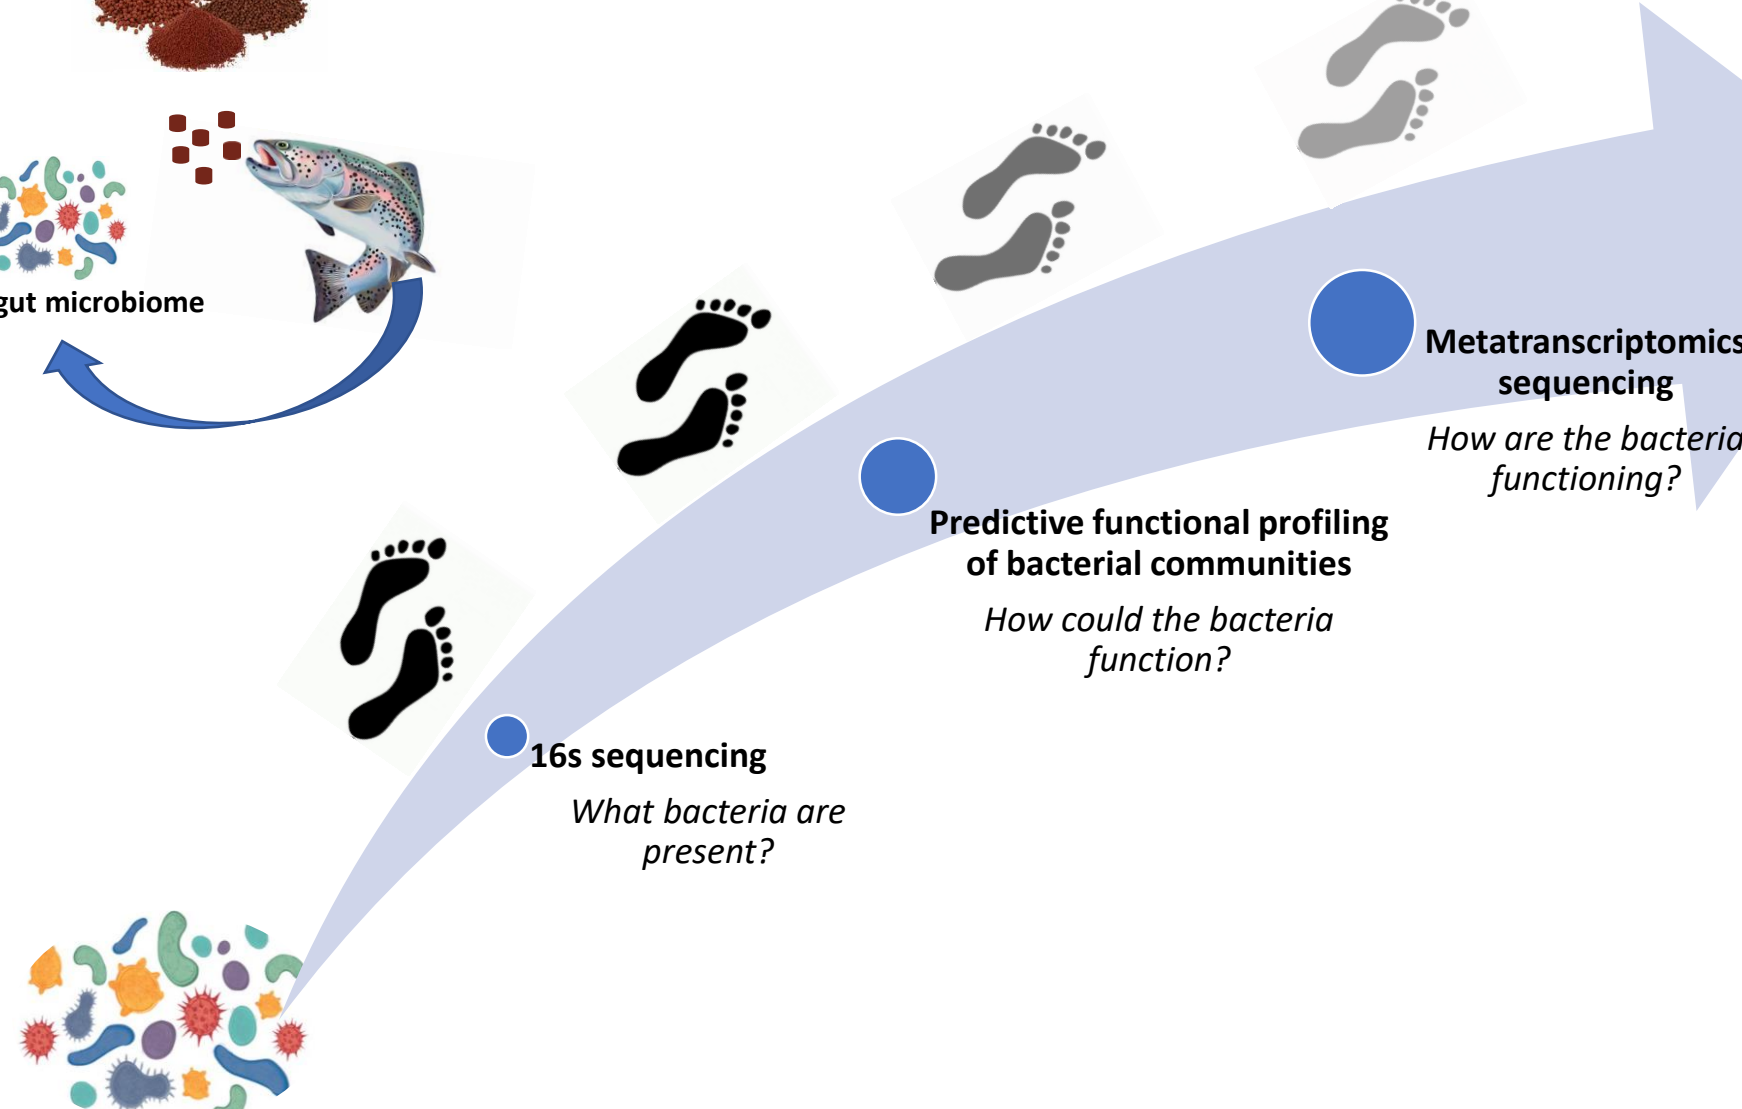 gut microbiome
Metatranscriptomics
sequencing
How are the bacteria
functioning?
Predictive functional profiling
of bacterial communities
How could the bacteria
function?
16s sequencing
What bacteria are
present?